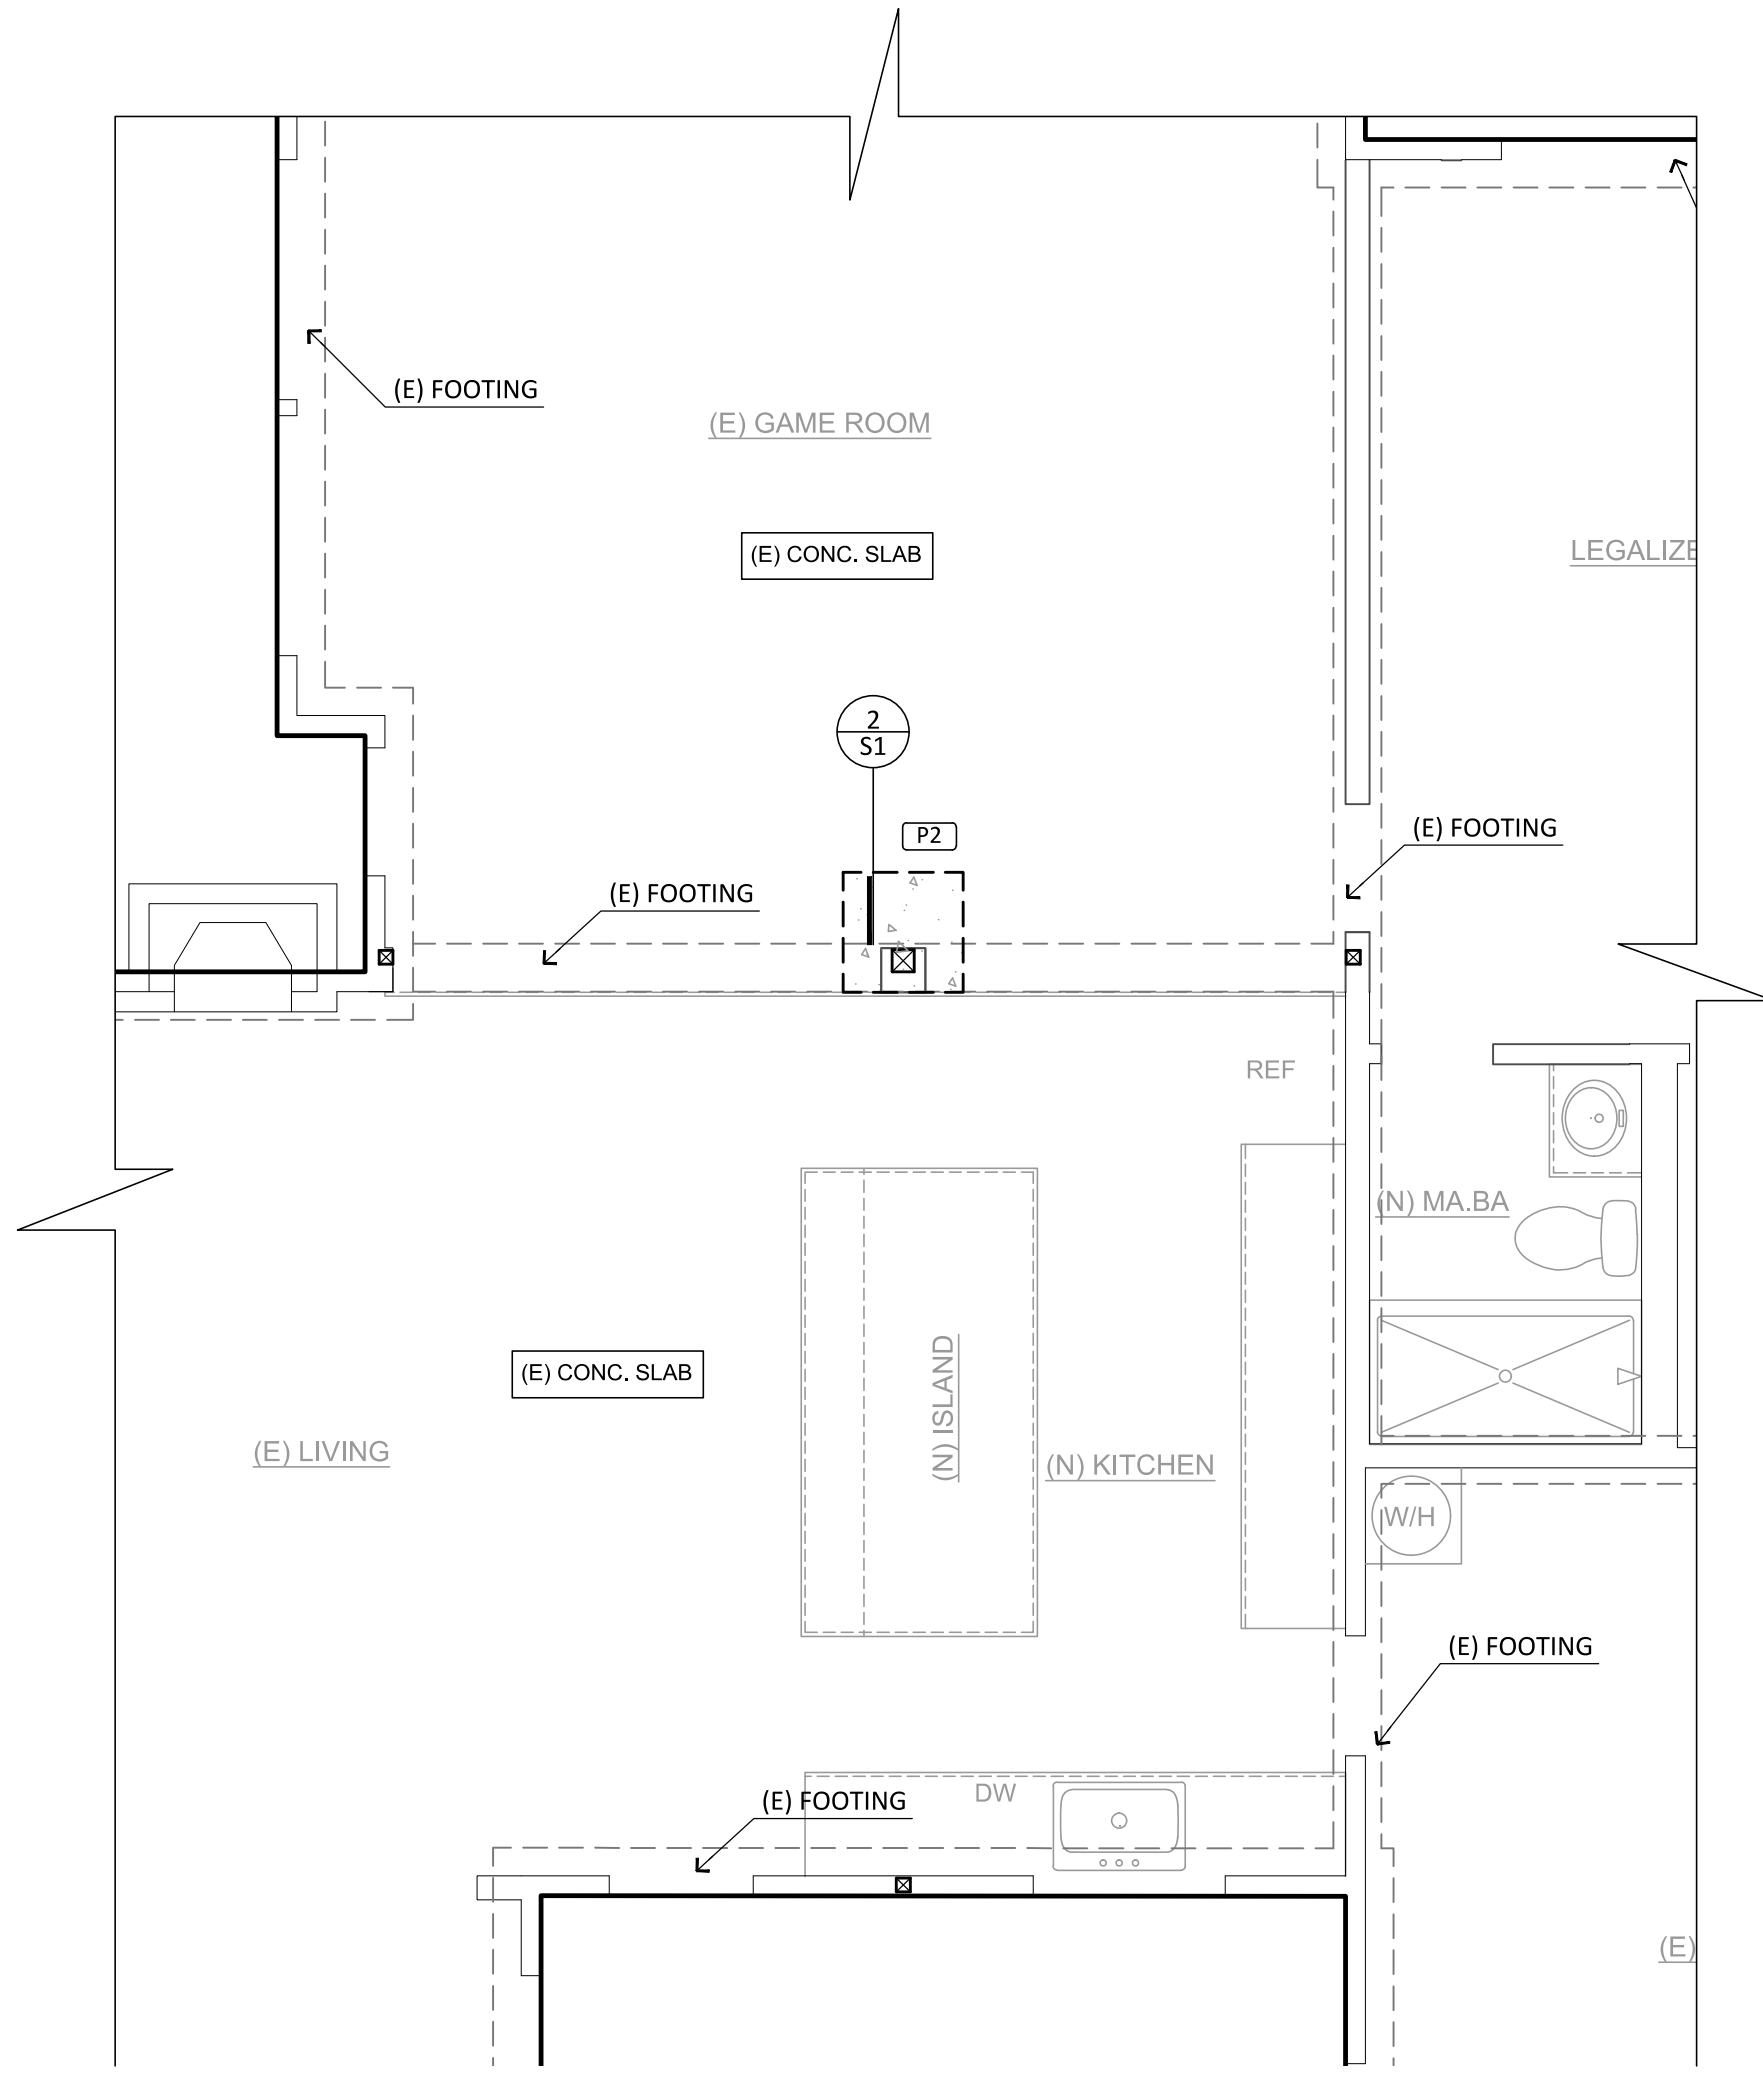 (E) FOOTING
(E) GAME ROOM
(E) CONC. SLAB
LEGALIZE
2
S1
P2
(E) FOOTING
(E) FOOTING
REF
(N) MA.BA
(E) CONC. SLAB
(N) ISLAND
(E) LIVING
(N) KITCHEN
W/H
(E) FOOTING
DW
(E) FOOTING
(E)